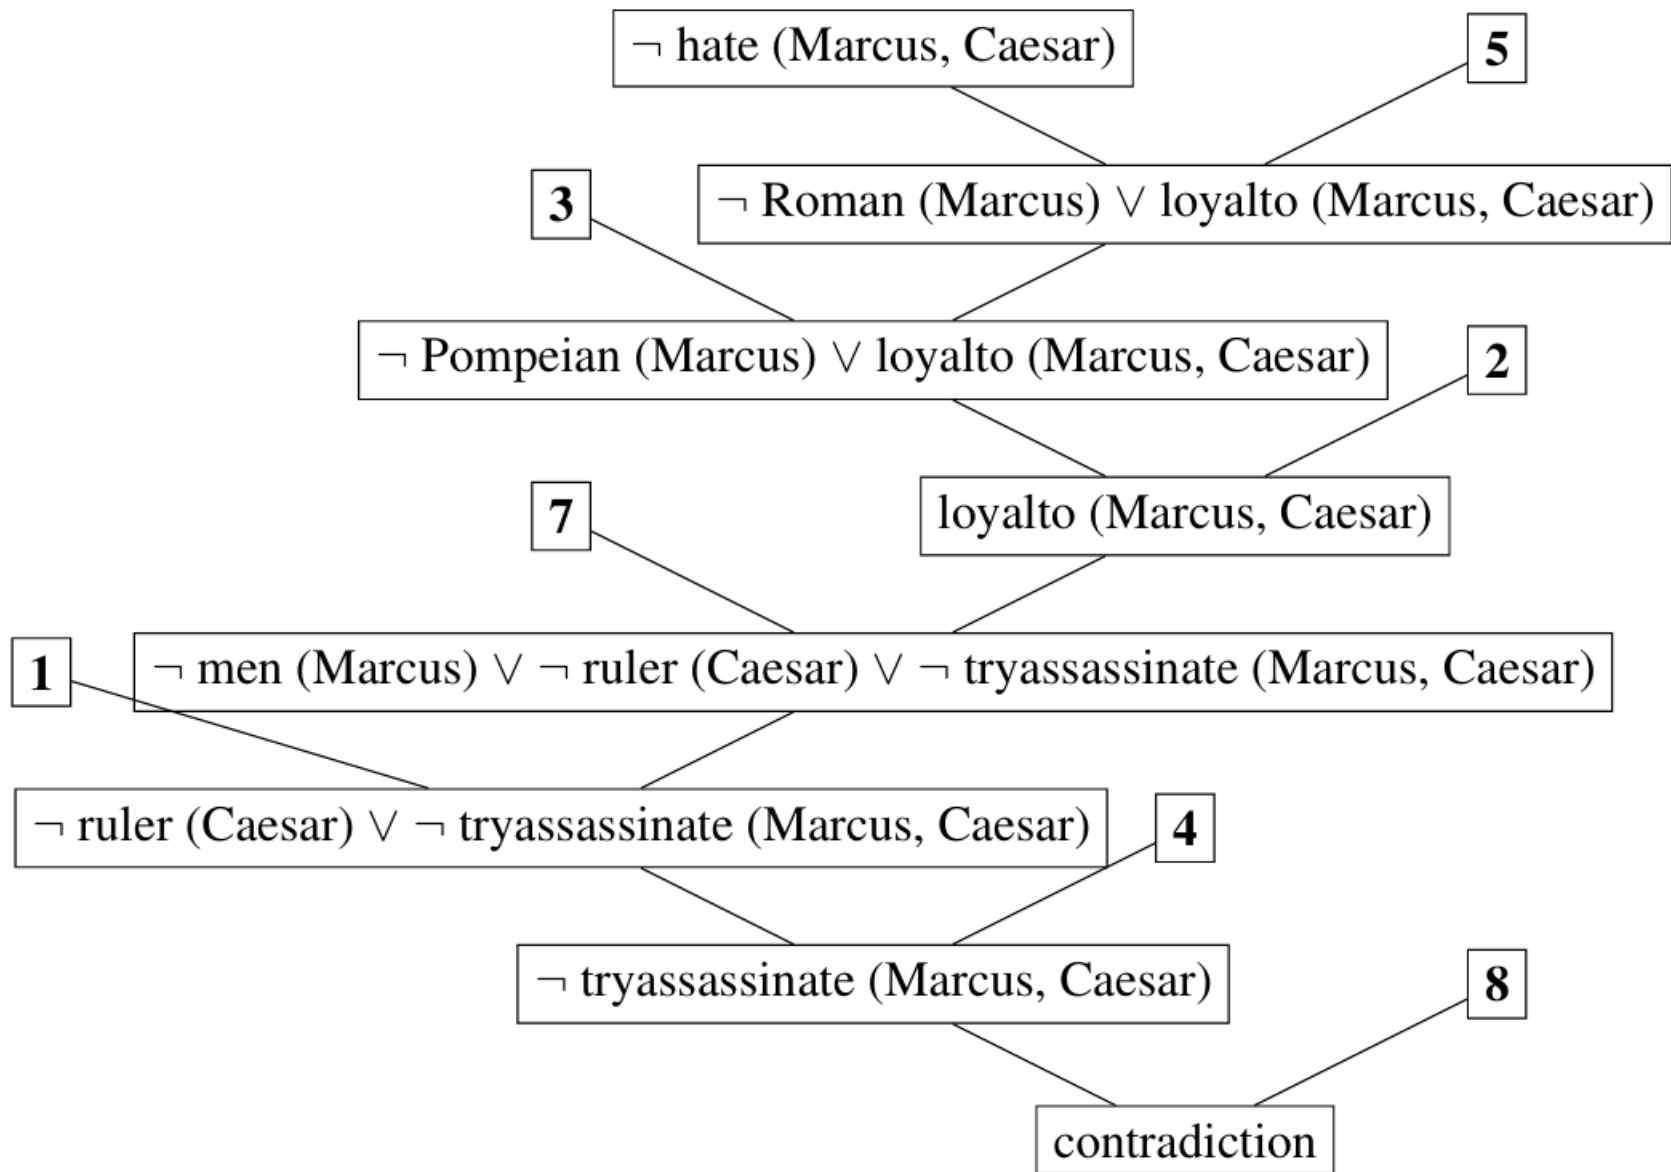 ¬ hate (Marcus, Caesar)
5
3
¬ Roman (Marcus) ∨ loyalto (Marcus, Caesar)
¬ Pompeian (Marcus) ∨ loyalto (Marcus, Caesar)
2
7
loyalto (Marcus, Caesar)
1
¬ men (Marcus) ∨ ¬ ruler (Caesar) ∨ ¬ tryassassinate (Marcus, Caesar)
¬ ruler (Caesar) ∨ ¬ tryassassinate (Marcus, Caesar)
4
¬ tryassassinate (Marcus, Caesar)
8
contradiction